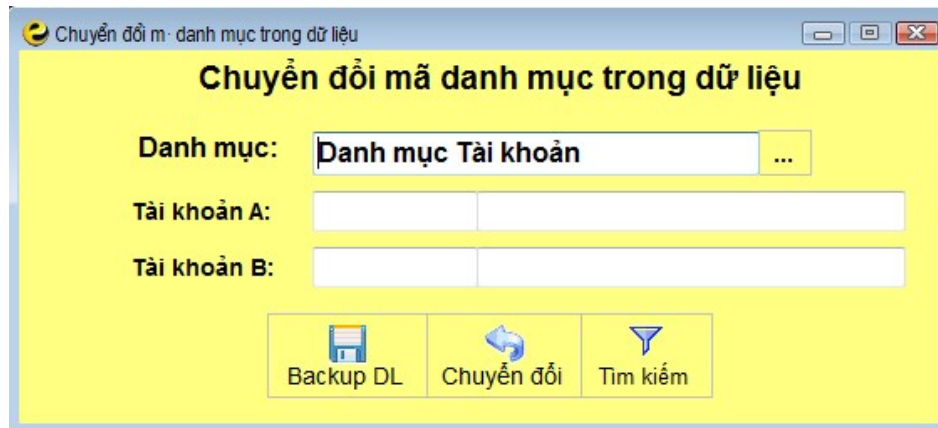 Chuyển đổi m· danh mục trong dữ liệu
Chuyển đổi mã danh mục trong dữ liệu
Danh mục: Danh mục Tài khoản ...
Tài khoản A:
Tài khoản B:
Backup DL Chuyển đổi Tìm kiếm